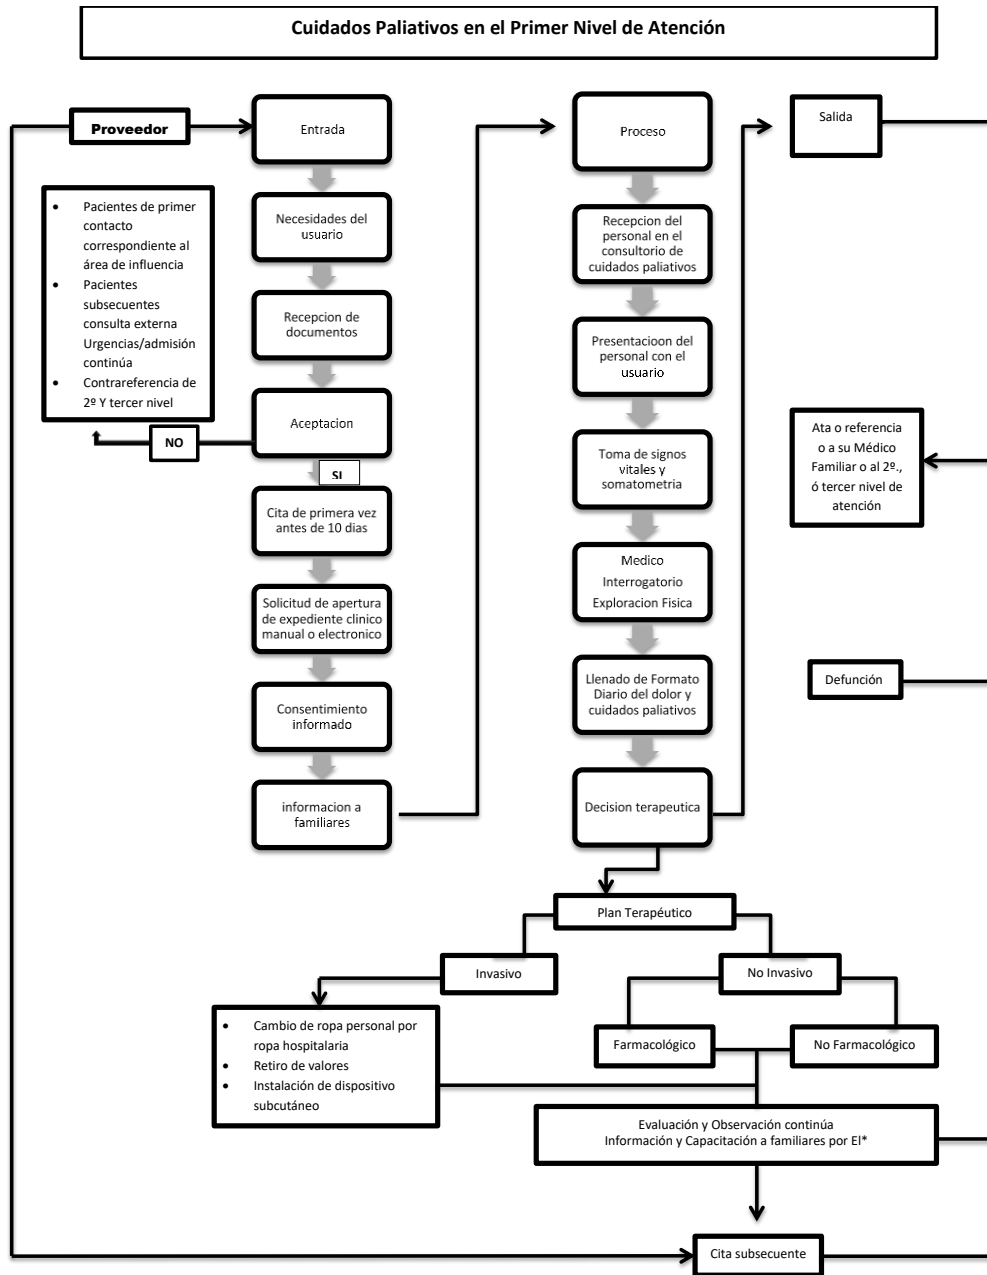 Cuidados Paliativos en el Primer Nivel de Atención
Proveedor
Entrada
Proceso
Salida
Pacientes de primer
contacto
correspondiente al
área de influencia
Pacientes
subsecuentes
consulta externa
Urgencias/admisión
continúa
Contrareferencia de
2º Y tercer nivel
Necesidades del
usuario
Recepcion de
documentos
Aceptacion
NO
SI
Cita de primera vez
antes de 10 dias
Solicitud de apertura
de expediente clinico
manual o electronico
Consentimiento
informado
informacion a
familiares
Recepcion del
personal en el
consultorio de
cuidados paliativos
Presentacioon del
personal con el
usuario
Toma de signos
vitales y
somatometria
Medico
Interrogatorio
Exploracion Fisica
Llenado de Formato
Diario del dolor y
cuidados paliativos
Decision terapeutica
Ata o referencia
o a su Médico
Familiar o al 2º.,
ó tercer nivel de
atención
Defunción
Plan Terapéutico
Invasivo
No Invasivo
Cambio de ropa personal por
ropa hospitalaria
Retiro de valores
Instalación de dispositivo
subcutáneo
Farmacológico
No Farmacológico
Evaluación y Observación continúa
Información y Capacitación a familiares por El*
Cita subsecuente